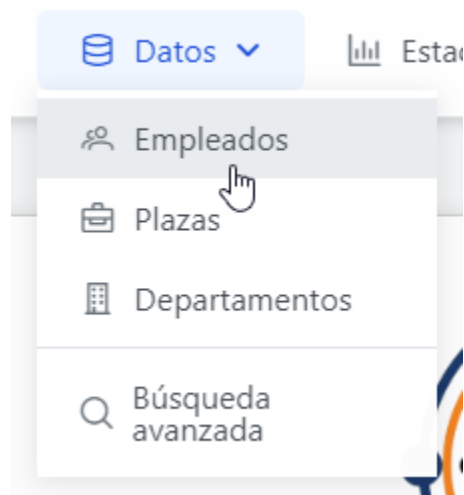 Datos
Empleados
Plazas
Departamentos
Búsqueda
avanzada